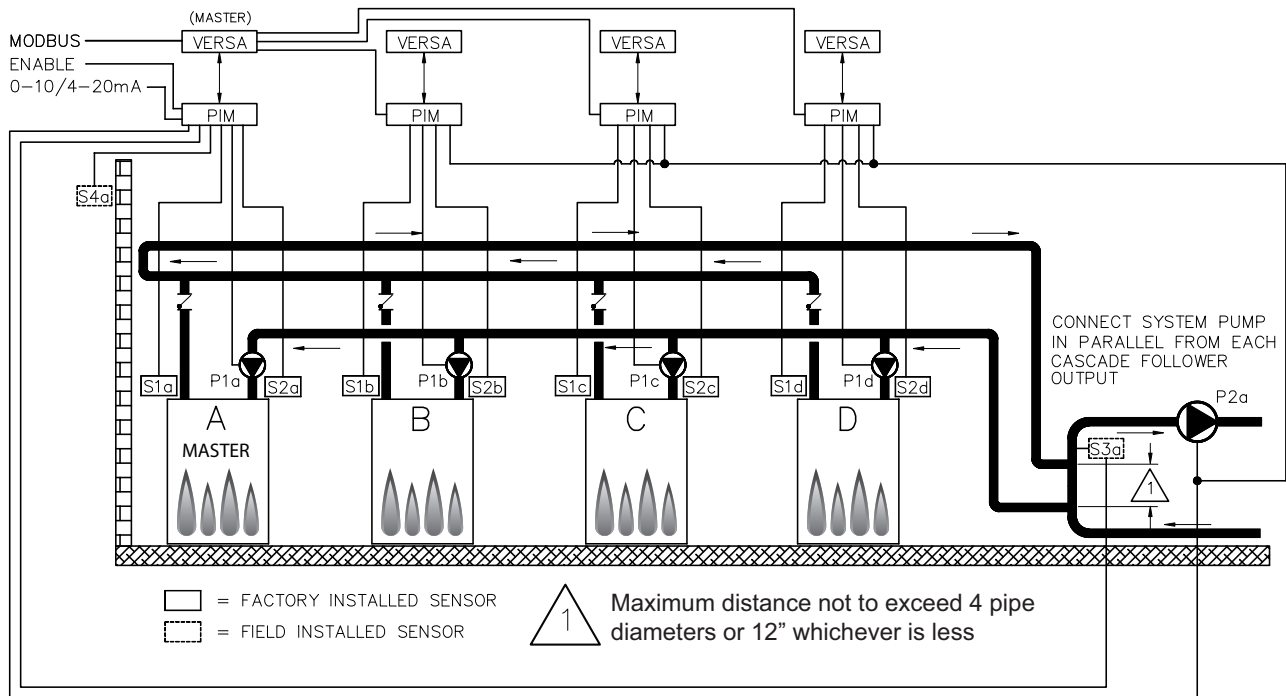 (MASTER)
MODBUS
VERSA
VERSA
VERSA
VERSA
ENABLE
0-10/4-20mA
PIM
PIM
PIM
PIM
S4a
CONNECT SYSTEM PUMP
IN PARALLEL FROM EACH
CASCADE FOLLOWER
OUTPUT
S1a
P1a
S2a
S1b
P1b
S2b
S1c
P1c
S2c
S1d
P1d
S2d
P2a
A
MASTER
B
C
D
S3a
1
= FACTORY INSTALLED SENSOR
= FIELD INSTALLED SENSOR
1
Maximum distance not to exceed 4 pipe
diameters or 12” whichever is less